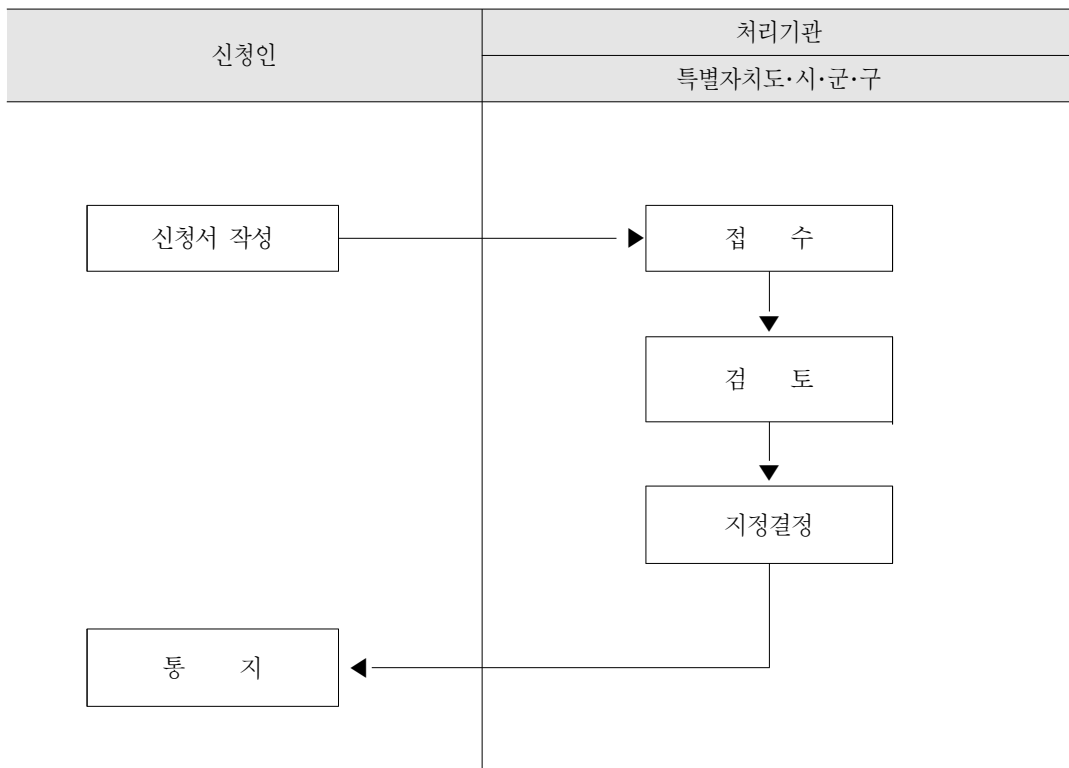 신청인
처리기관
특별자치도·시·군·구
신청서 작성
접 수
검 토
지정결정
통 지